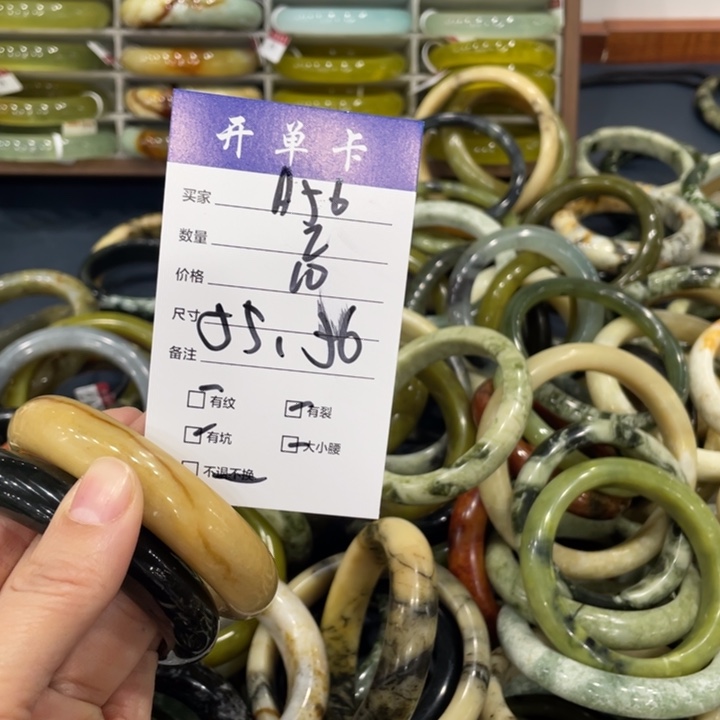 开单卡
买家 A56
数量 2
价格 10
尺寸 55,56
备注
有纹 有裂
有坑 大小腰
不退不换